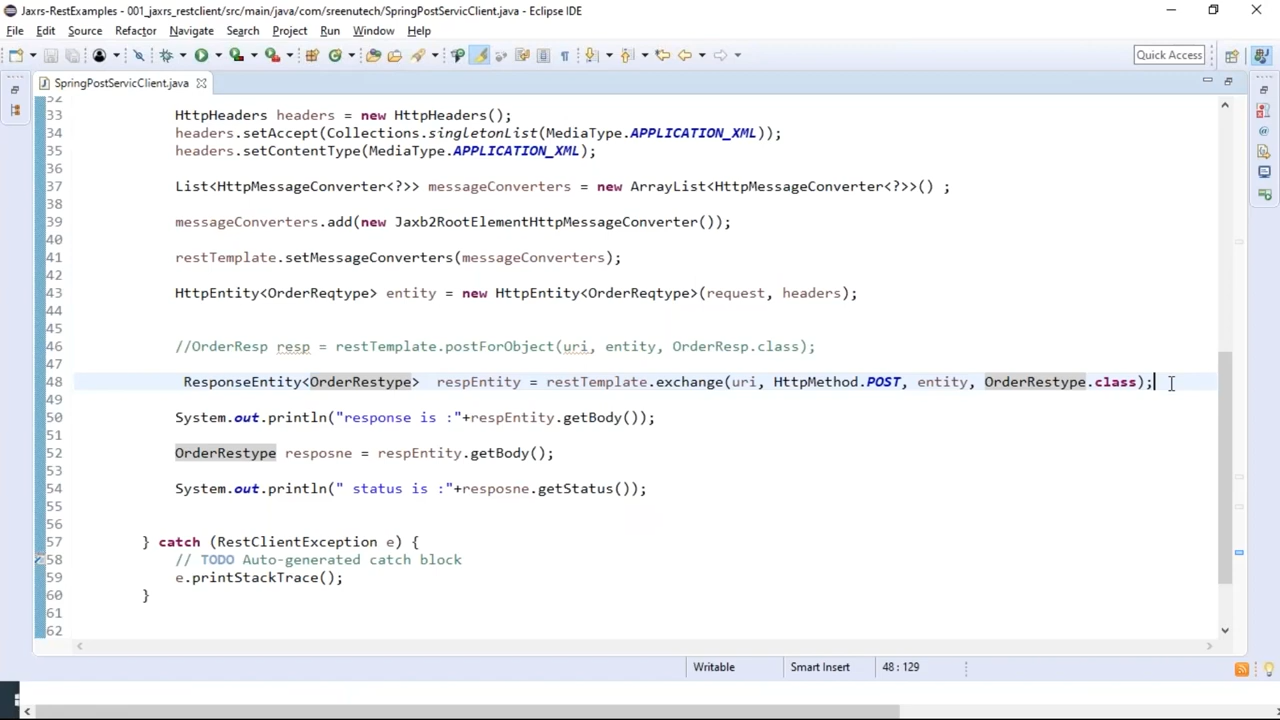 Jaxrs-RestExamples - 001_jaxrs_restclient/src/main/java/com/sreenutech/SpringPostServicClient.java - Eclipse IDE
File Edit Source Refactor Navigate Search Project Run Window Help
Quick Access
SpringPostServicClient.java
32
33 HttpHeaders headers = new HttpHeaders();
34 headers.setAccept(Collections.singletonList(MediaType.APPLICATION_XML));
35 headers.setContentType(MediaType.APPLICATION_XML);
36
37 List<HttpMessageConverter<?>> messageConverters = new ArrayList<HttpMessageConverter<?>>() ;
38
39 messageConverters.add(new Jaxb2RootElementHttpMessageConverter());
40
41 restTemplate.setMessageConverters(messageConverters);
42
43 HttpEntity<OrderReqtype> entity = new HttpEntity<OrderReqtype>(request, headers);
44
45
46 //OrderResp resp = restTemplate.postForObject(uri, entity, OrderResp.class);
47
48 ResponseEntity<OrderRestype> respEntity = restTemplate.exchange(uri, HttpMethod.POST, entity, OrderRestype.class);
49
50 System.out.println("response is :"+respEntity.getBody());
51
52 OrderRestype resposne = respEntity.getBody();
53
54 System.out.println(" status is :"+resposne.getStatus());
55
56
57 } catch (RestClientException e) {
58 // TODO Auto-generated catch block
59 e.printStackTrace();
60 }
61
62
Writable Smart Insert 48 : 129